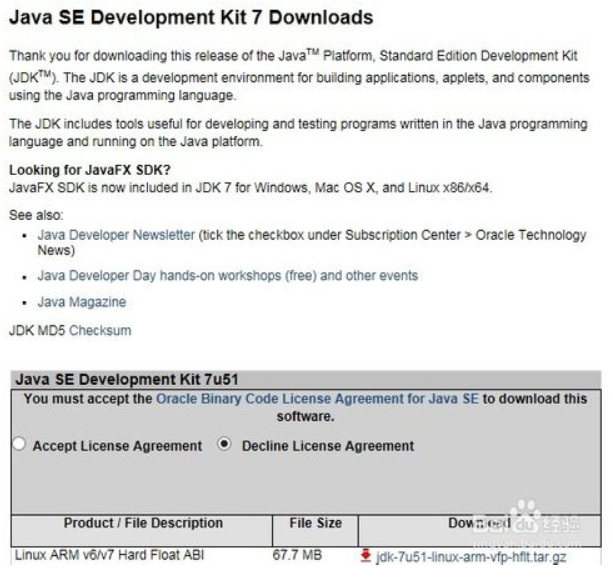 Java SE Development Kit 7 Downloads
Thank you for downloading this release of the Java™ Platform, Standard Edition Development Kit
(JDK™). The JDK is a development environment for building applications, applets, and components
using the Java programming language.
The JDK includes tools useful for developing and testing programs written in the Java programming
language and running on the Java platform.
Looking for JavaFX SDK?
JavaFX SDK is now included in JDK 7 for Windows, Mac OS X, and Linux x86/x64.
See also:
Java Developer Newsletter (tick the checkbox under Subscription Center > Oracle Technology
News)
Java Developer Day hands-on workshops (free) and other events
Java Magazine
JDK MD5 Checksum
Java SE Development Kit 7u51
You must accept the Oracle Binary Code License Agreement for Java SE to download this
software.
Accept License Agreement Decline License Agreement
Product / File Description File Size Download
Baidu经验
Linux ARM v6/v7 Hard Float ABI 67.7 MB jdk-7u51-linux-arm-vfp-hflt.tar.gz